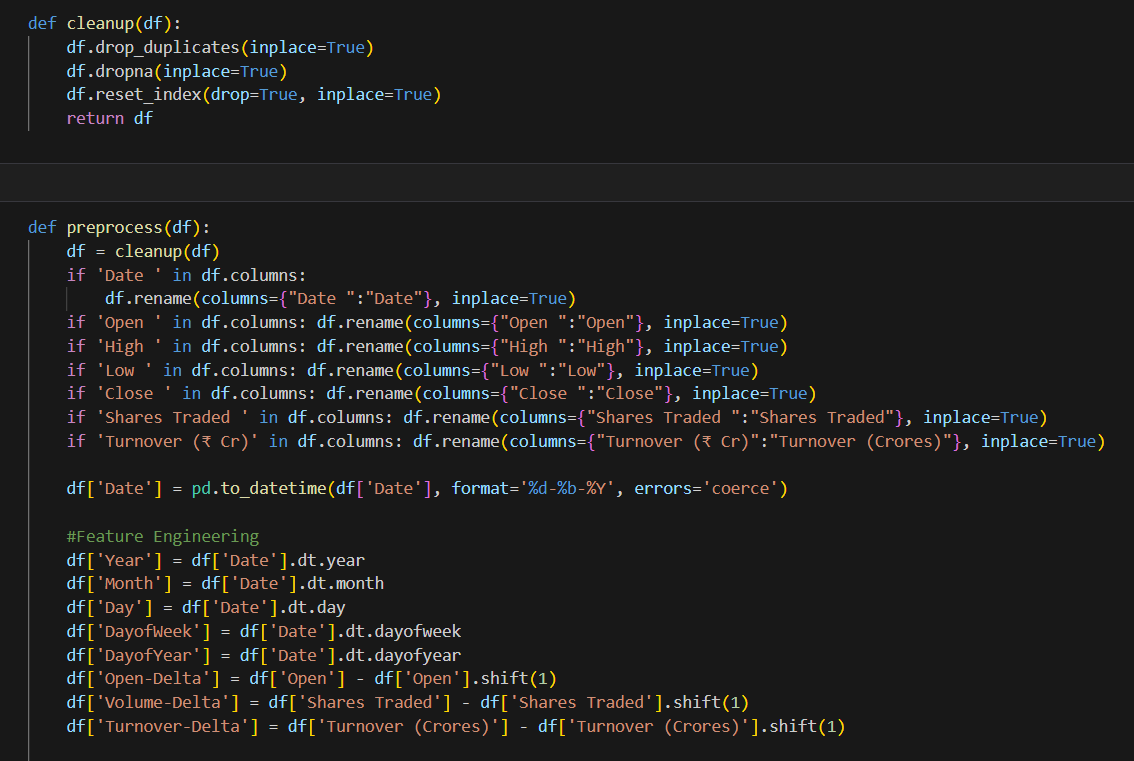 def cleanup(df):
    df.drop_duplicates(inplace=True)
    df.dropna(inplace=True)
    df.reset_index(drop=True, inplace=True)
    return df
def preprocess(df):
    df = cleanup(df)
    if 'Date ' in df.columns:
        df.rename(columns={"Date ":"Date"}, inplace=True)
    if 'Open ' in df.columns: df.rename(columns={"Open ":"Open"}, inplace=True)
    if 'High ' in df.columns: df.rename(columns={"High ":"High"}, inplace=True)
    if 'Low ' in df.columns: df.rename(columns={"Low ":"Low"}, inplace=True)
    if 'Close ' in df.columns: df.rename(columns={"Close ":"Close"}, inplace=True)
    if 'Shares Traded ' in df.columns: df.rename(columns={"Shares Traded ":"Shares Traded"}, inplace=True)
    if 'Turnover (₹ Cr)' in df.columns: df.rename(columns={"Turnover (₹ Cr)":"Turnover (Crores)"}, inplace=True)
    df['Date'] = pd.to_datetime(df['Date'], format='%d-%b-%Y', errors='coerce')
    #Feature Engineering
    df['Year'] = df['Date'].dt.year
    df['Month'] = df['Date'].dt.month
    df['Day'] = df['Date'].dt.day
    df['DayofWeek'] = df['Date'].dt.dayofweek
    df['DayofYear'] = df['Date'].dt.dayofyear
    df['Open-Delta'] = df['Open'] - df['Open'].shift(1)
    df['Volume-Delta'] = df['Shares Traded'] - df['Shares Traded'].shift(1)
    df['Turnover-Delta'] = df['Turnover (Crores)'] - df['Turnover (Crores)'].shift(1)